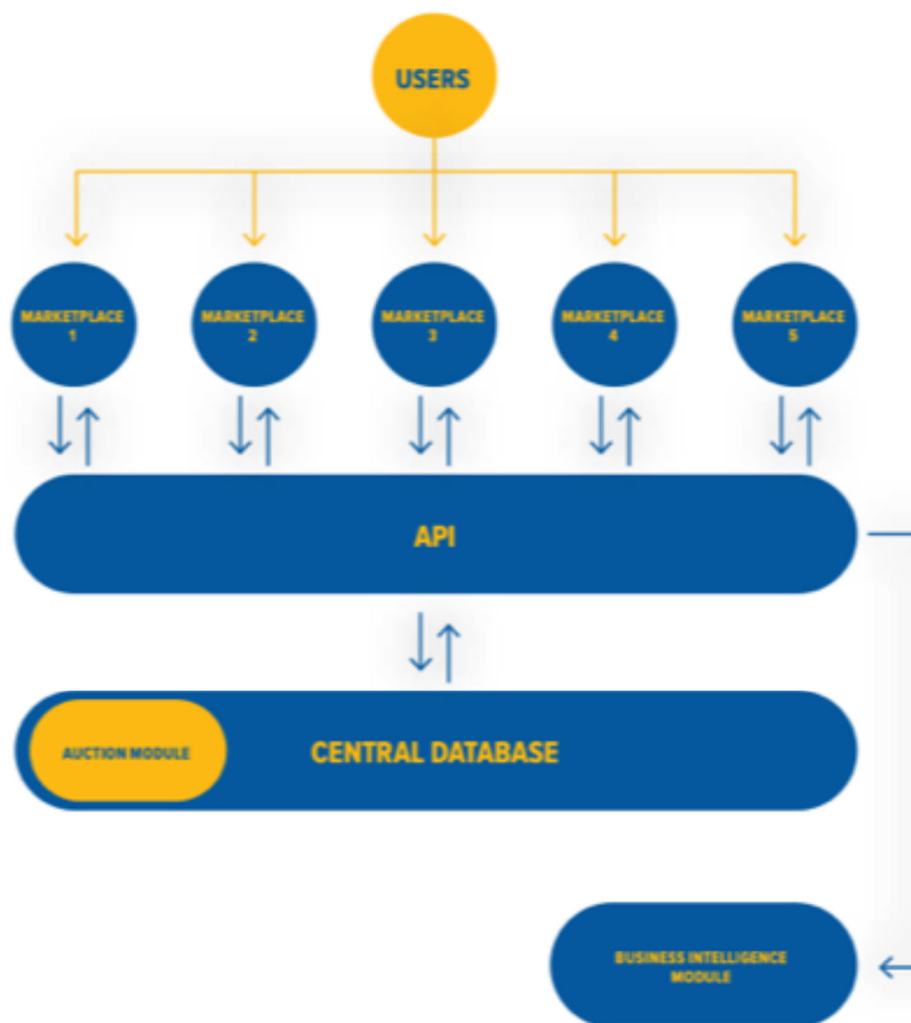 USERS
MARKETPLACE
1
MARKETPLACE
2
MARKETPLACE
3
MARKETPLACE
4
MARKETPLACE
5
API
AUCTION MODULE
CENTRAL DATABASE
BUSINESS INTELLIGENCE
MODULE